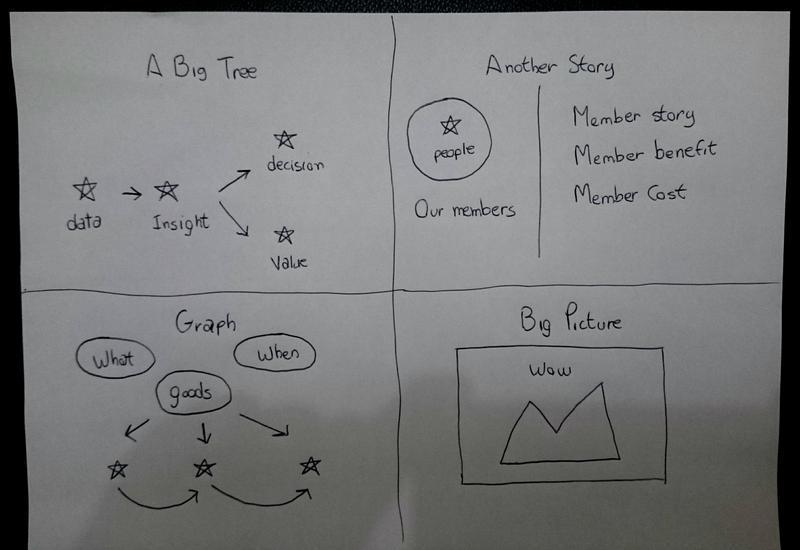 A Big Tree
decision
data
Insight
Value
Another Story
people
Our members
Member story
Member benefit
Member Cost
Graph
What
When
goods
Big Picture
Wow